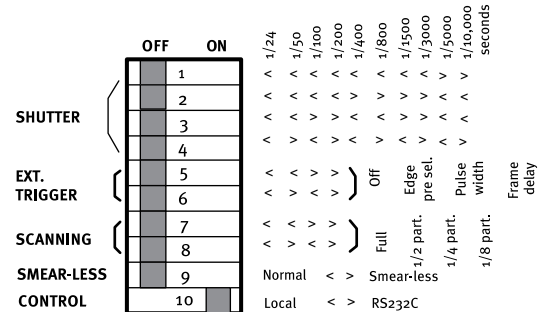 OFF ON 1/24 1/50 1/100 1/200 1/400 1/800 1/1500 1/3000 1/5000 1/10,000 seconds
1 < < < < < < < < > >
2 < < < < > > > > < <
SHUTTER
3 < < > > < < > > < <
4 < > < > < > < > < >
EXT.
TRIGGER
5 < < > >
6 < > < >
Off
Edge
pre sel.
Pulse
width
Frame
delay
SCANNING
7 < < > >
8 < > < >
Full
1/2 part.
1/4 part.
1/8 part.
SMEAR-LESS 9 Normal < > Smear-less
CONTROL 10 Local < > RS232C